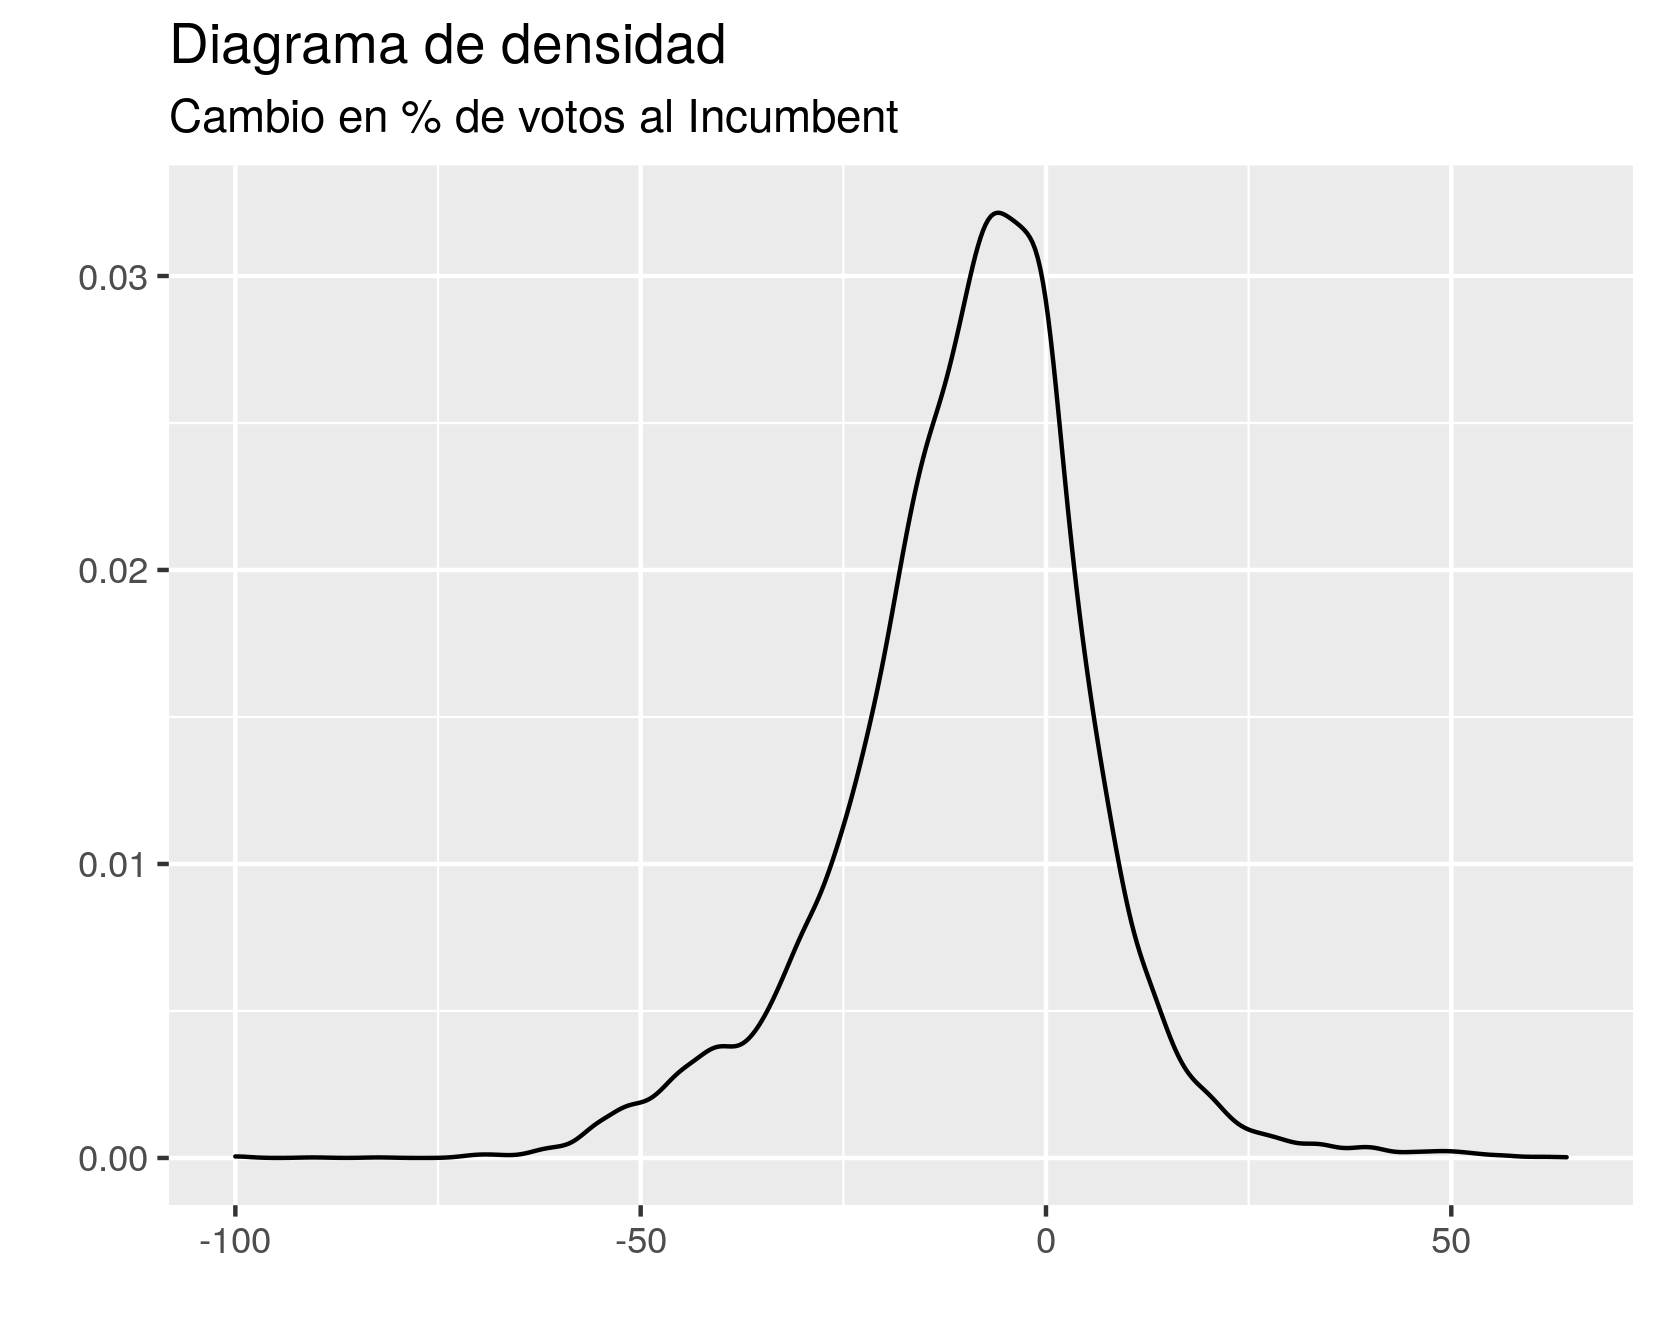 Diagrama de densidad
Cambio en % de votos al Incumbent
0.03
0.02
0.01
0.00
-100 -50 0 50